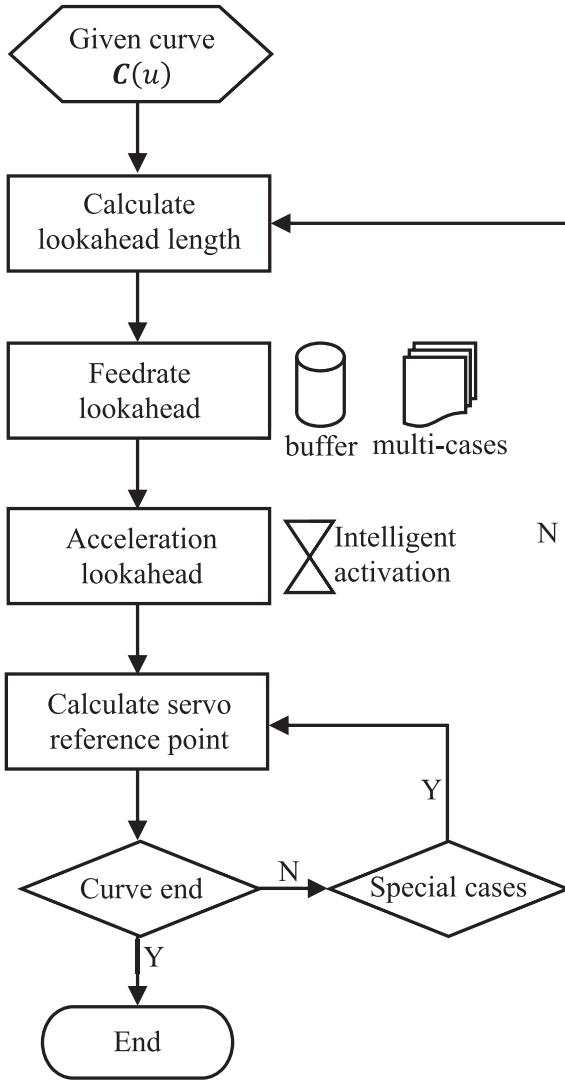 Given curve
C(u)
Calculate
lookahead length
Feedrate
lookahead
buffer
multi-cases
Acceleration
lookahead
Intelligent
activation
N
Calculate servo
reference point
Y
Curve end
N
Special cases
Y
End